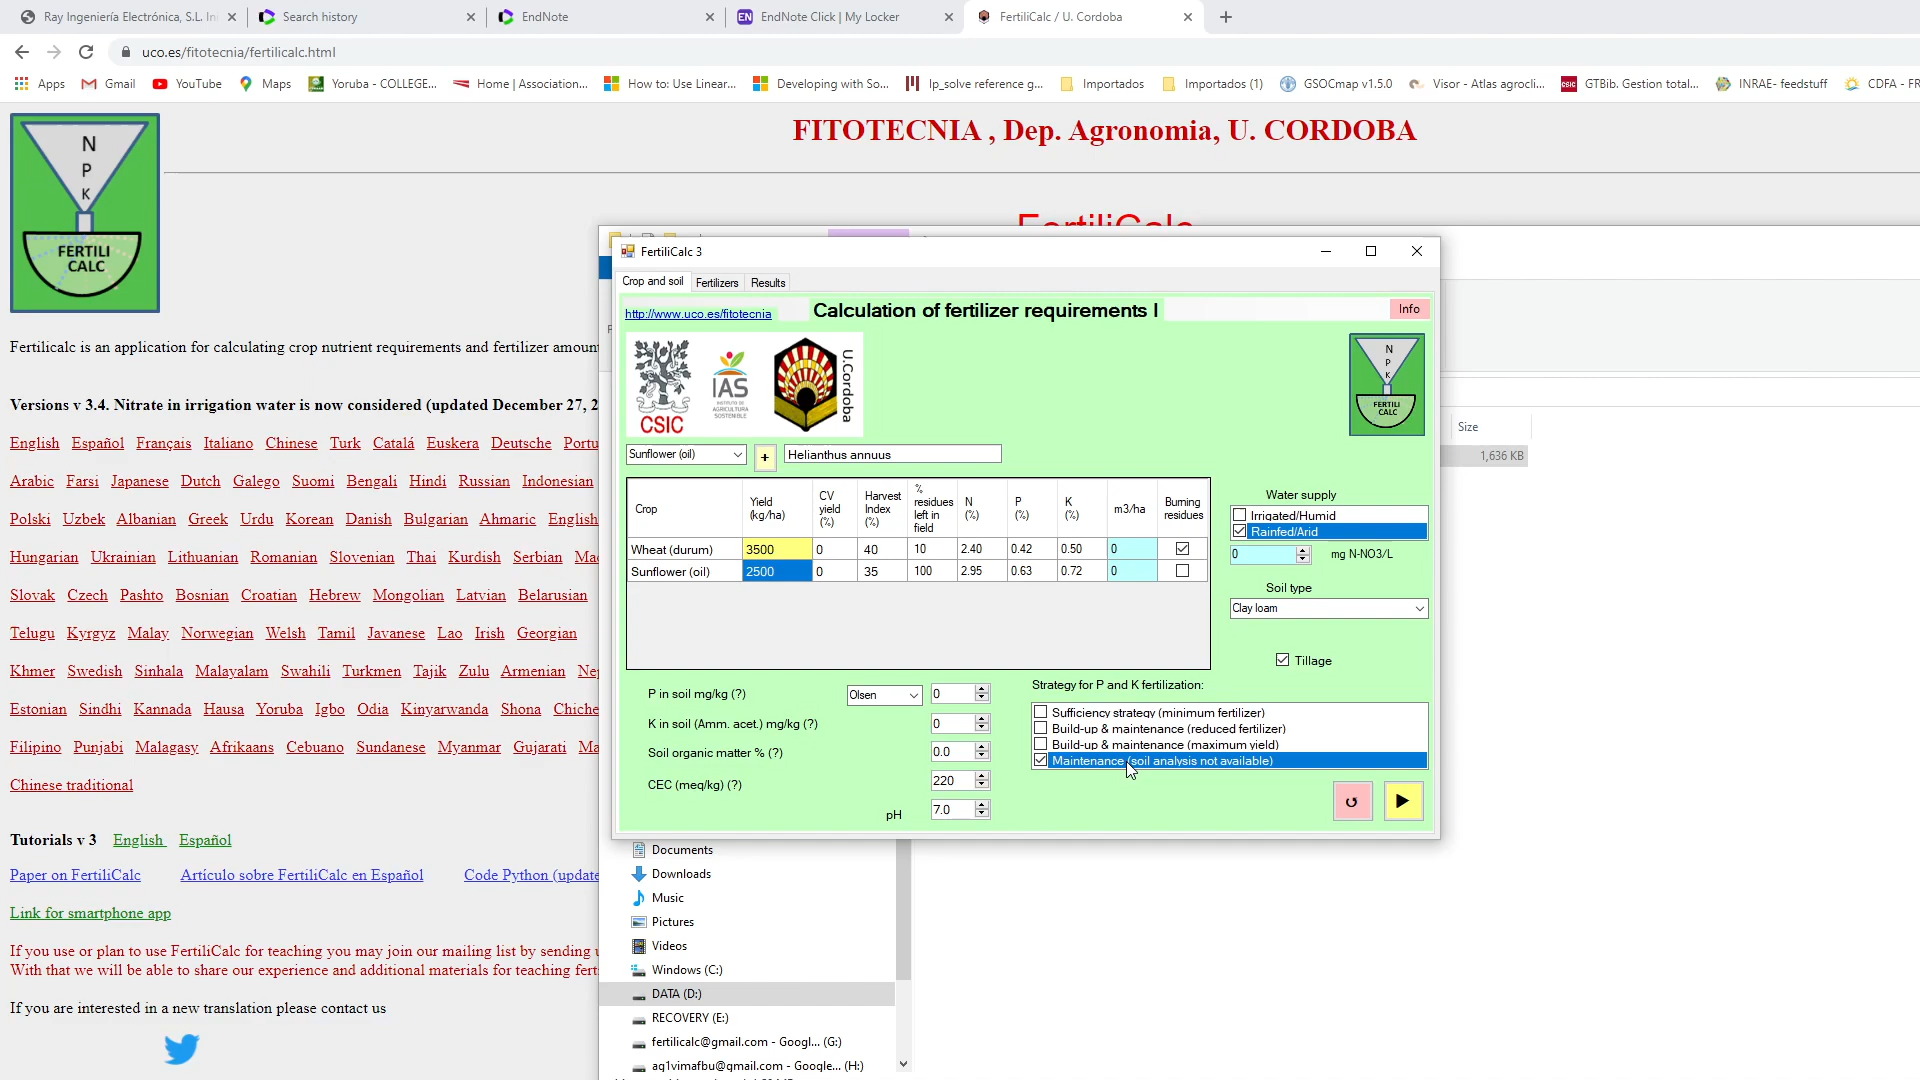 Ray Ingeniería Electrónica, S.L. In
Search history
EndNote
EndNote Click | My Locker
FertiliCalc / U. Cordoba
uco.es/fitotecnia/fertilicalc.html
Apps
Gmail
YouTube
Maps
Yoruba - COLLEGE...
Home | Association...
How to: Use Linear...
Developing with So...
lp_solve reference g...
Importados
Importados (1)
GSOCmap v1.5.0
Visor - Atlas agrocli...
GTBib. Gestion total...
INRAE- feedstuff
CDFA - FR
N
P
K
FERTILI
CALC
FITOTECNIA , Dep. Agronomia, U. CORDOBA
FertiliCalc
Fertilicalc is an application for calculating crop nutrient requirements and fertilizer amoun
Versions v 3.4. Nitrate in irrigation water is now considered (updated December 27, 2
English Español Français Italiano Chinese Turk Catalá Euskera Deutsche Portu
Arabic Farsi Japanese Dutch Galego Suomi Bengali Hindi Russian Indonesian
Polski Uzbek Albanian Greek Urdu Korean Danish Bulgarian Ahmaric English
Hungarian Ukrainian Lithuanian Romanian Slovenian Thai Kurdish Serbian Mac
Slovak Czech Pashto Bosnian Croatian Hebrew Mongolian Latvian Belarusian
Telugu Kyrgyz Malay Norwegian Welsh Tamil Javanese Lao Irish Georgian
Khmer Swedish Sinhala Malayalam Swahili Turkmen Tajik Zulu Armenian Nep
Estonian Sindhi Kannada Hausa Yoruba Igbo Odia Kinyarwanda Shona Chiche
Filipino Punjabi Malagasy Afrikaans Cebuano Sundanese Myanmar Gujarati Ma
Chinese traditional
Tutorials v 3 English Español
Paper on FertiliCalc Artículo sobre FertiliCalc en Español Code Python (update
Link for smartphone app
If you use or plan to use FertiliCalc for teaching you may join our mailing list by sending
With that we will be able to share our experience and additional materials for teaching fert
If you are interested in a new translation please contact us
FertiliCalc 3
Crop and soil
Fertilizers
Results
http://www.uco.es/fitotecnia
Calculation of fertilizer requirements I
Info
CSIC
IAS
INSTITUTO DE
AGRICULTURA
SOSTENIBLE
U.Cordoba
N
P
K
FERTILI
CALC
Sunflower (oil)
+
Helianthus annuus
Crop Yield (kg/ha) CV yield (%) Harvest Index (%) % residues left in field N (%) P (%) K (%) m3/ha Burning residues
Wheat (durum) 3500 0 40 10 2.40 0.42 0.50 0
Sunflower (oil) 2500 0 35 100 2.95 0.63 0.72 0
Water supply
Irrigated/Humid
Rainfed/Arid
0 mg N-NO3/L
Soil type
Clay loam
Tillage
P in soil mg/kg (?) Olsen 0
K in soil (Amm. acet.) mg/kg (?) 0
Soil organic matter % (?) 0.0
CEC (meq/kg) (?) 220
pH 7.0
Strategy for P and K fertilization:
Sufficiency strategy (minimum fertilizer)
Build-up & maintenance (reduced fertilizer)
Build-up & maintenance (maximum yield)
Maintenance (soil analysis not available)
Size
1,636 KB
Documents
Downloads
Music
Pictures
Videos
Windows (C:)
DATA (D:)
RECOVERY (E:)
fertilicalc@gmail.com - Googl... (G:)
ag1vimafbu@gmail.com - Google... (H:)